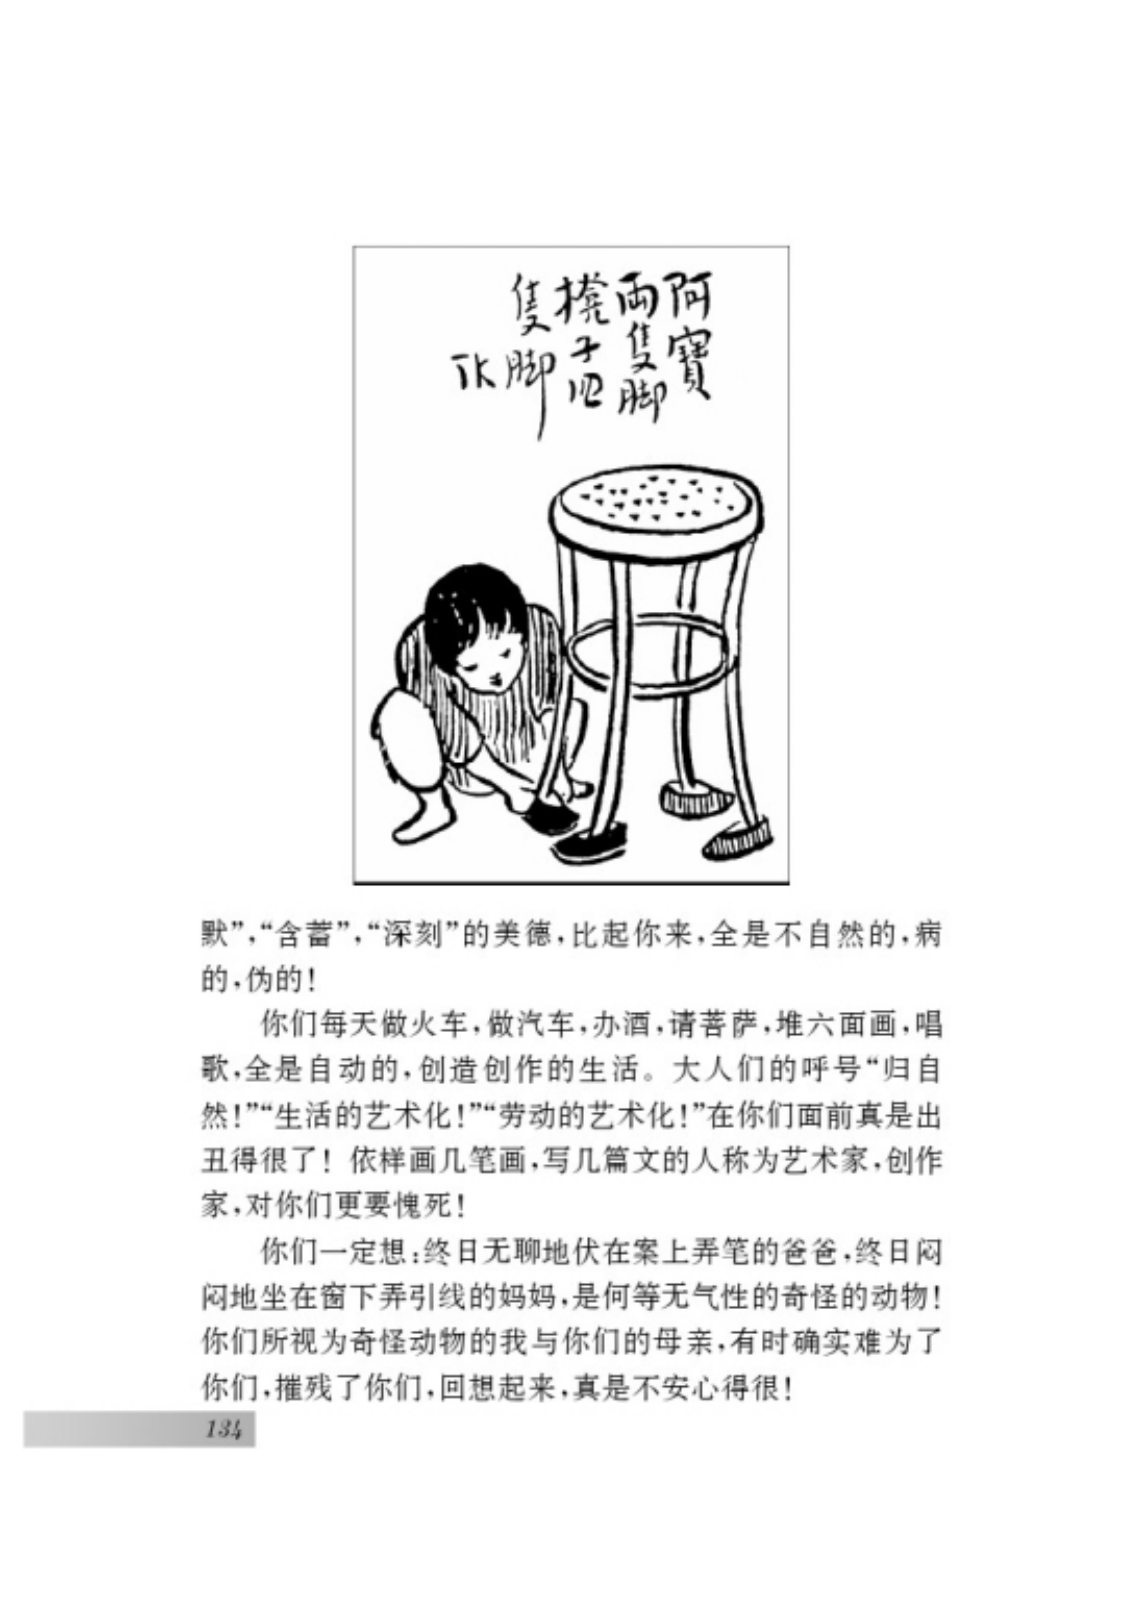 阿寶
兩隻脚
櫈子四
隻脚
TK
默”，“含蓄”，“深刻”的美德，比起你来，全是不自然的，病
的，伪的！
你们每天做火车，做汽车，办酒，请菩萨，堆六面画，唱
歌，全是自动的，创造创作的生活。大人们的呼号“归自
然！”“生活的艺术化！”“劳动的艺术化！”在你们面前真是出
丑得很了！依样画几笔画，写几篇文的人称为艺术家，创作
家，对你们更要愧死！
你们一定想：终日无聊地伏在案上弄笔的爸爸，终日闷
闷地坐在窗下弄引线的妈妈，是何等无气性的奇怪的动物！
你们所视为奇怪动物的我与你们的母亲，有时确实难为了
你们，摧残了你们，回想起来，真是不安心得很！
134